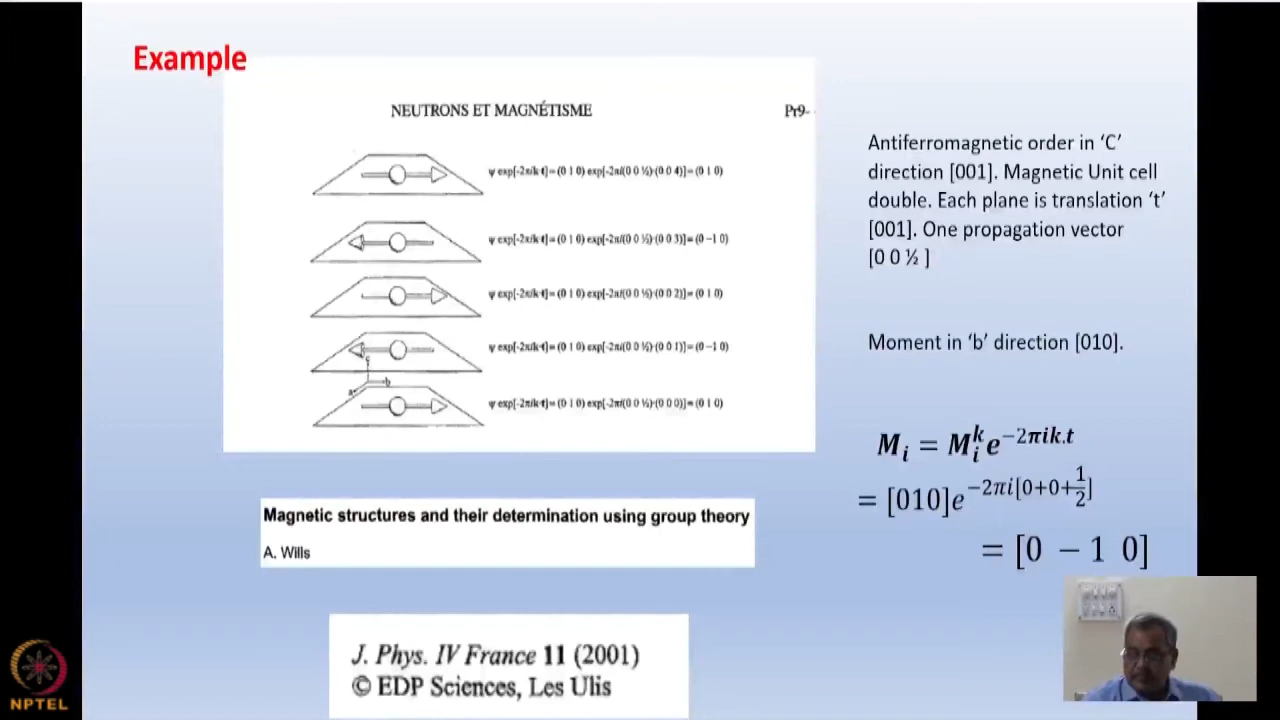 Example
NEUTRONS ET MAGNÉTISME
Pr9-
ψ exp[-2πik·t]=(0 1 0) exp[-2πi(0 0 ½)·(0 0 4)]=(0 1 0)
ψ exp[-2πik·t]=(0 1 0) exp[-2πi(0 0 ½)·(0 0 3)]=(0 −1 0)
ψ exp[-2πik·t]=(0 1 0) exp[-2πi(0 0 ½)·(0 0 2)]=(0 1 0)
ψ exp[-2πik·t]=(0 1 0) exp[-2πi(0 0 ½)·(0 0 1)]=(0 −1 0)
c
b
a
ψ exp[-2πik·t]=(0 1 0) exp[-2πi(0 0 ½)·(0 0 0)]=(0 1 0)
Antiferromagnetic order in ‘C’
direction [001]. Magnetic Unit cell
double. Each plane is translation ‘t’
[001]. One propagation vector
[0 0 ½ ]
Moment in ‘b’ direction [010].
M_i = M_i^k e^{−2πik.t}
= [010]e^{−2πi[0+0+1/2]}
= [0 −1 0]
Magnetic structures and their determination using group theory
A. Wills
J. Phys. IV France 11 (2001)
© EDP Sciences, Les Ulis
NPTEL